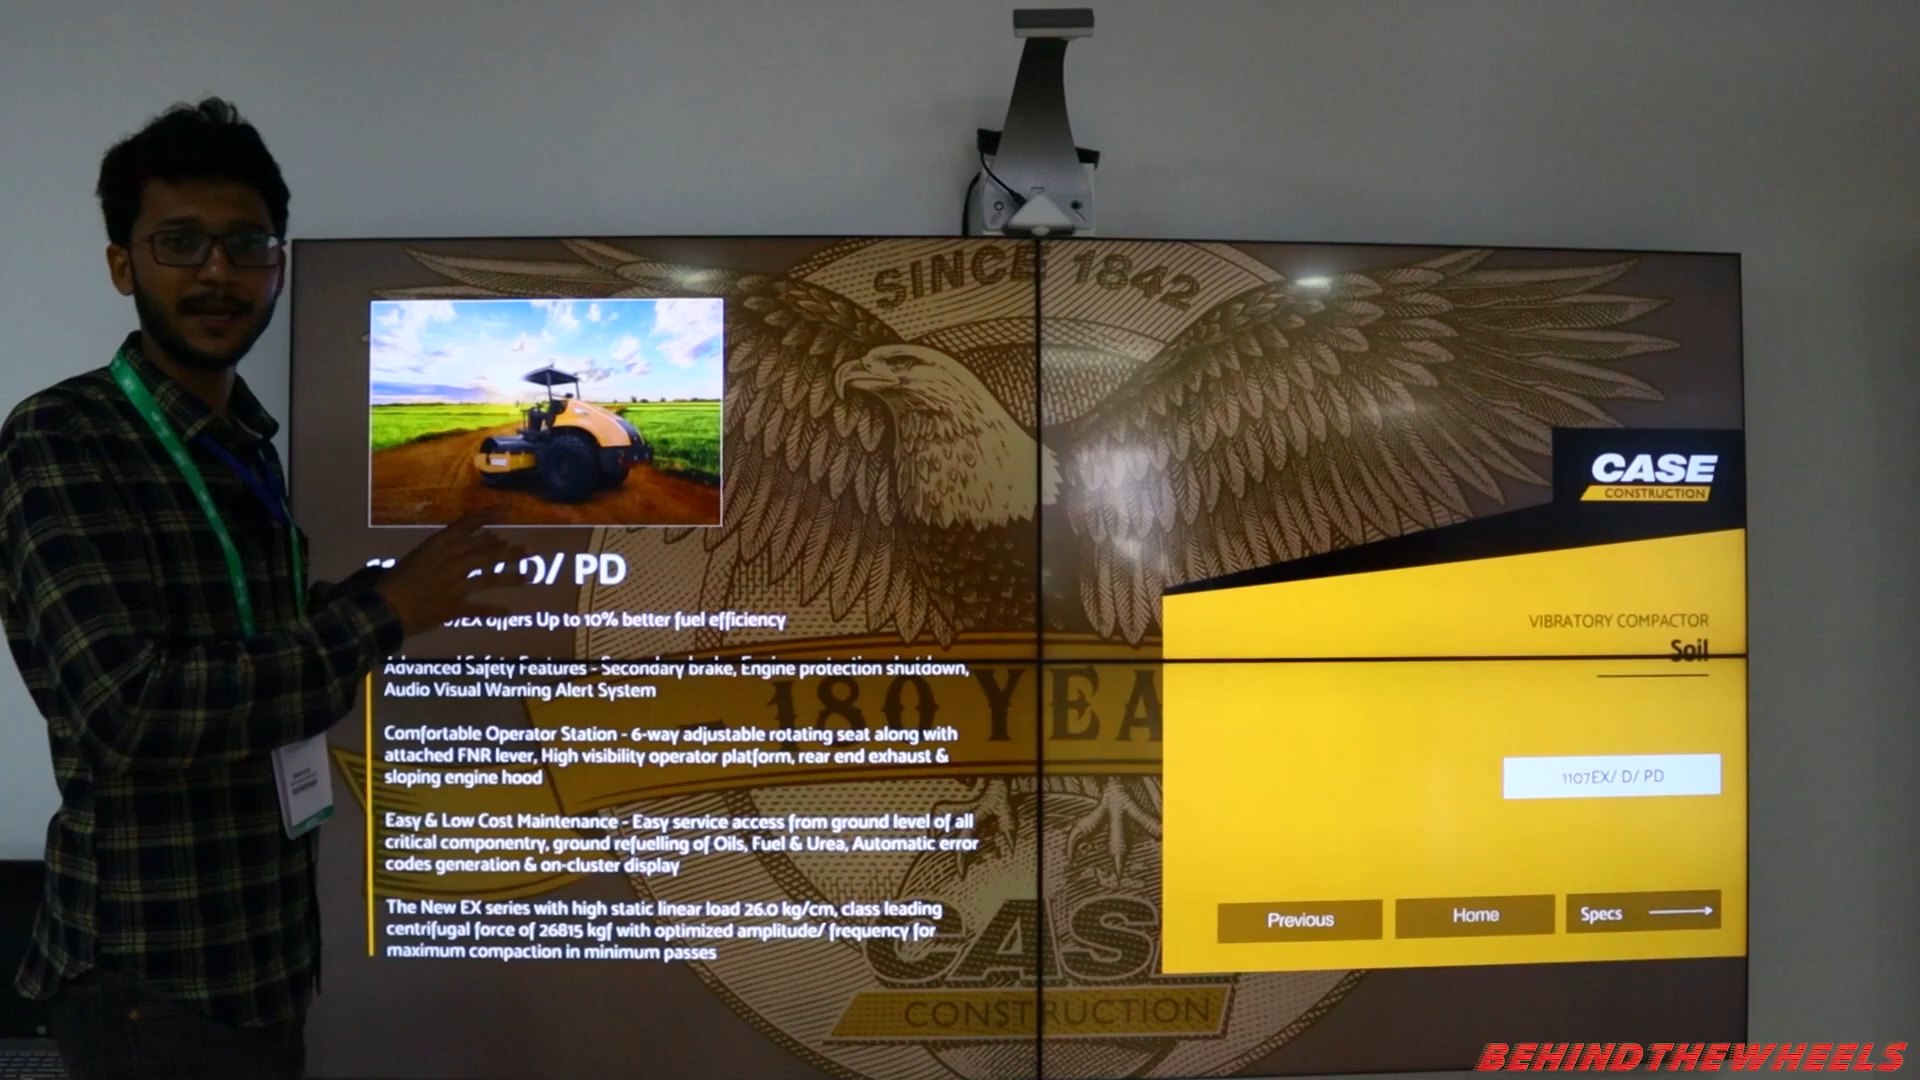 SINCE 1842
CASE
CONSTRUCTION
D/ PD
offers Up to 10% better fuel efficiency
Advanced Safety Features - Secondary brake, Engine protection shutdown,
Audio Visual Warning Alert System
Comfortable Operator Station - 6-way adjustable rotating seat along with
attached FNR lever, High visibility operator platform, rear end exhaust &
sloping engine hood
Easy & Low Cost Maintenance - Easy service access from ground level of all
critical componentry, ground refuelling of Oils, Fuel & Urea, Automatic error
codes generation & on-cluster display
The New EX series with high static linear load 26.0 kg/cm, class leading
centrifugal force of 26815 kgf with optimized amplitude/ frequency for
maximum compaction in minimum passes
180 YEA
CAS
CONSTRUCTION
VIBRATORY COMPACTOR
Soil
1107EX/ D/ PD
Previous
Home
Specs
BEHINDTHEWHEELS